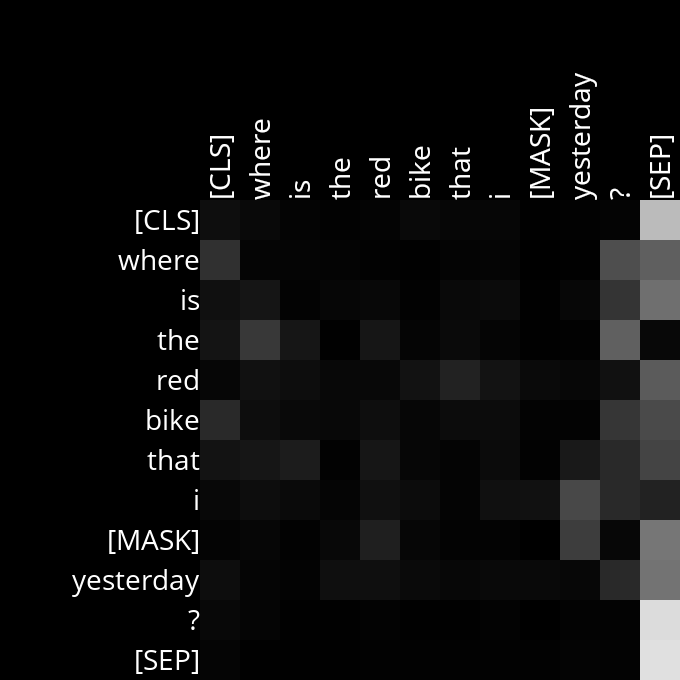 [CLS] where is the red bike that i [MASK] yesterday ? [SEP]
[CLS]
where
is
the
red
bike
that
i
[MASK]
yesterday
?
[SEP]